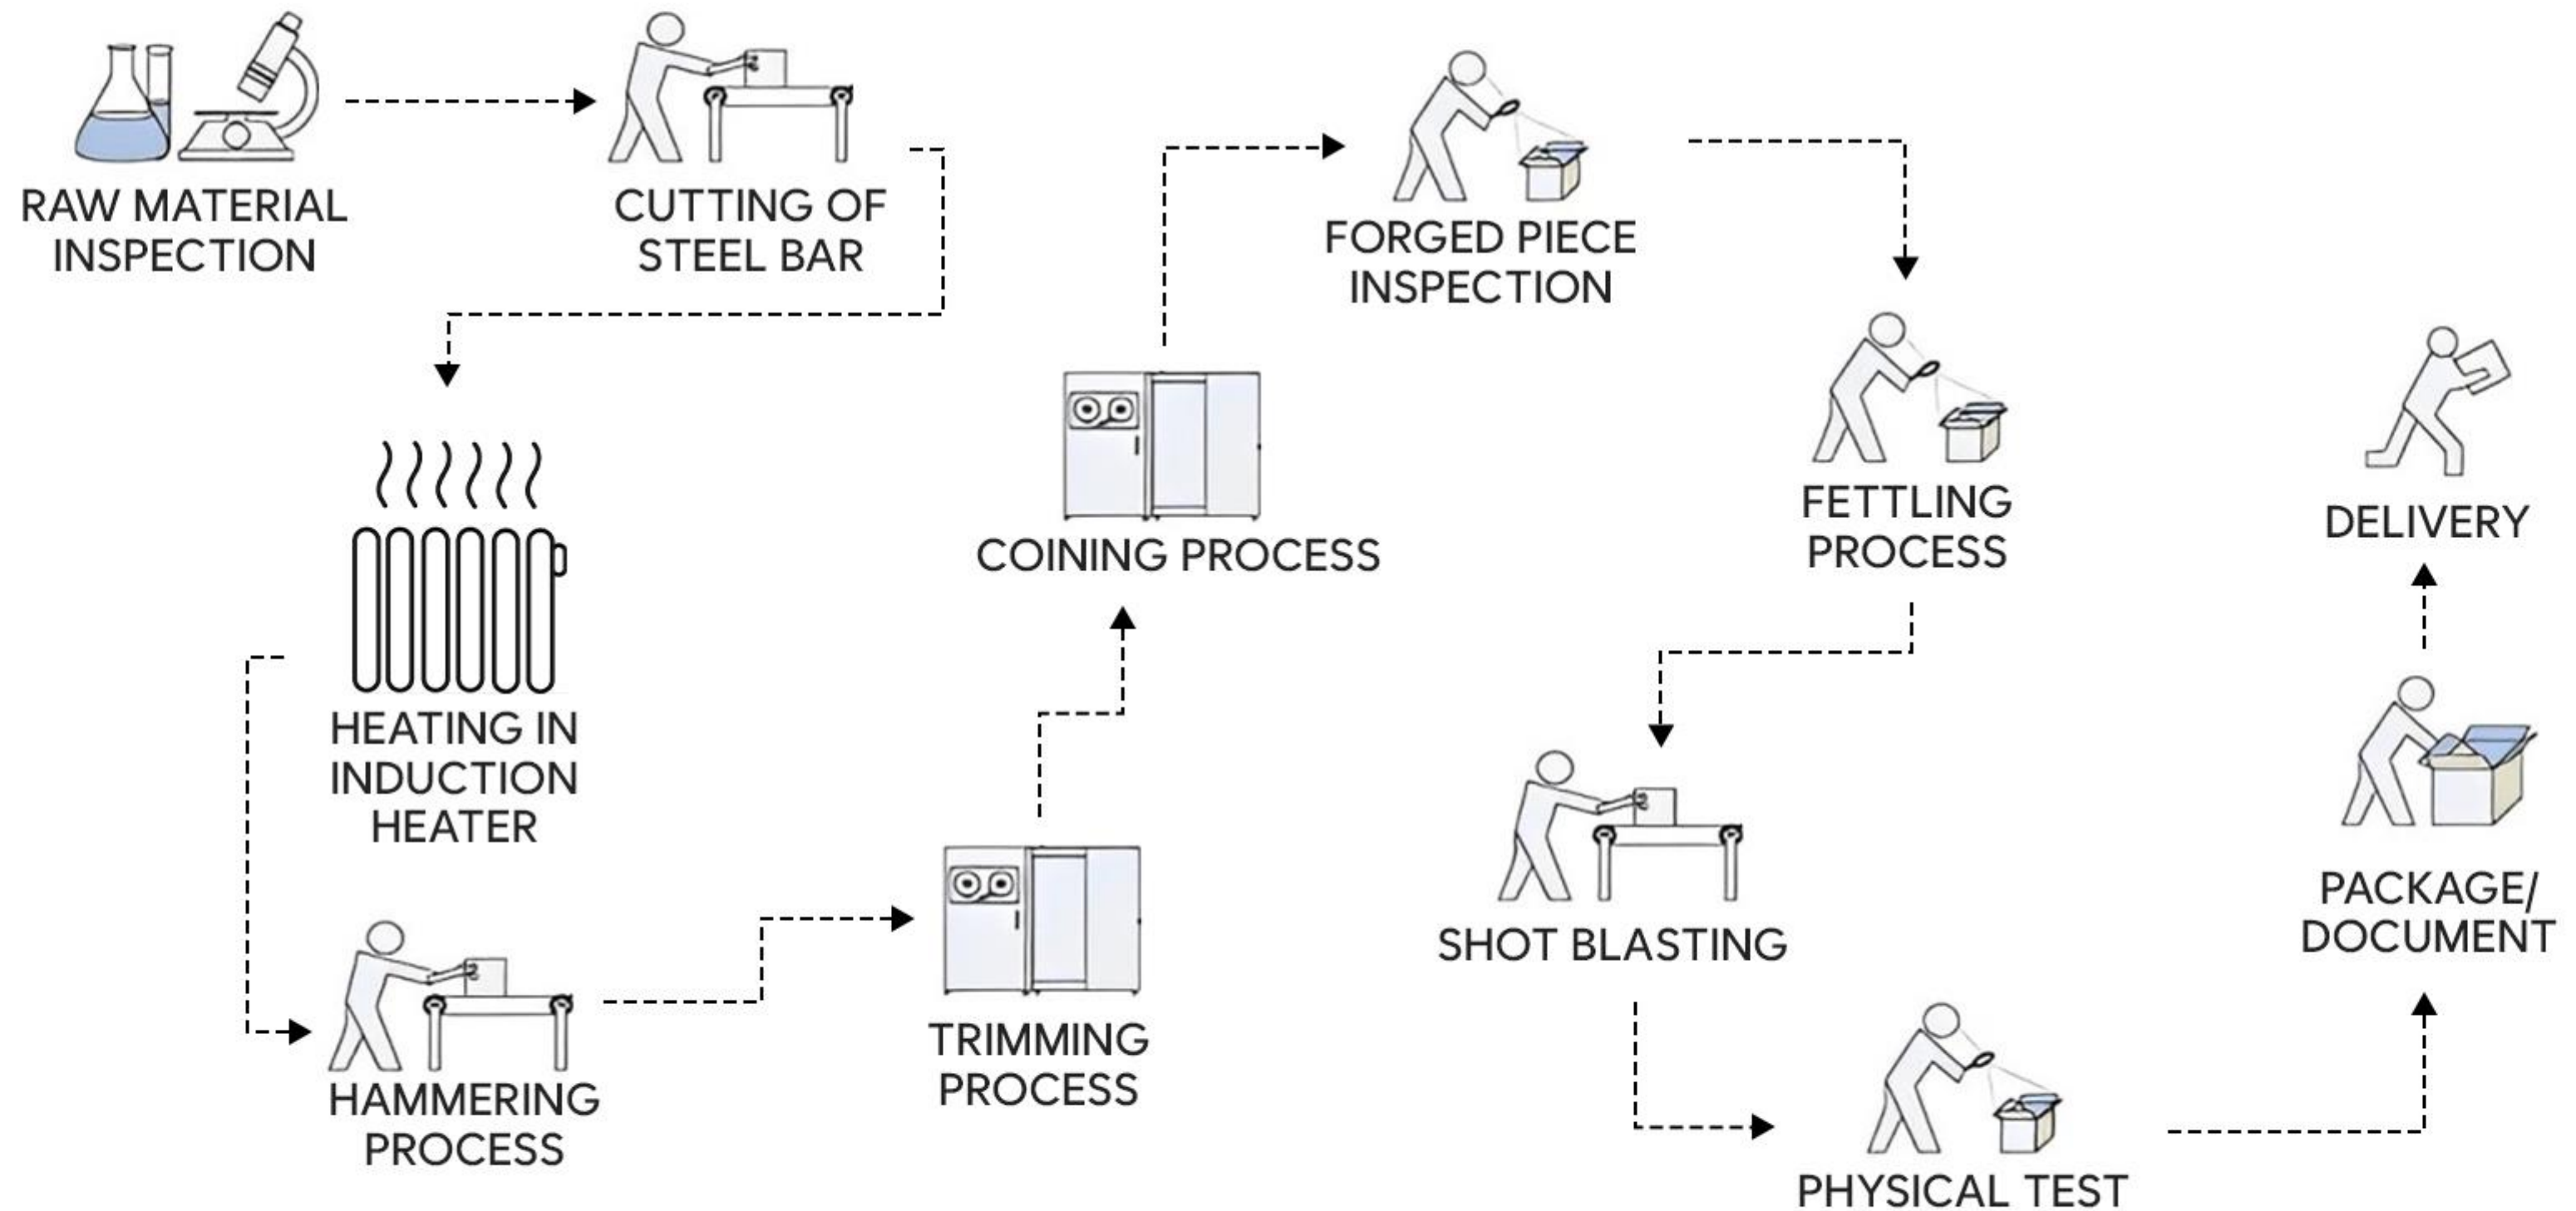 RAW MATERIAL
INSPECTION
CUTTING OF
STEEL BAR
HEATING IN
INDUCTION
HEATER
HAMMERING
PROCESS
TRIMMING
PROCESS
COINING PROCESS
FORGED PIECE
INSPECTION
FETTLING
PROCESS
SHOT BLASTING
PHYSICAL TEST
PACKAGE/
DOCUMENT
DELIVERY